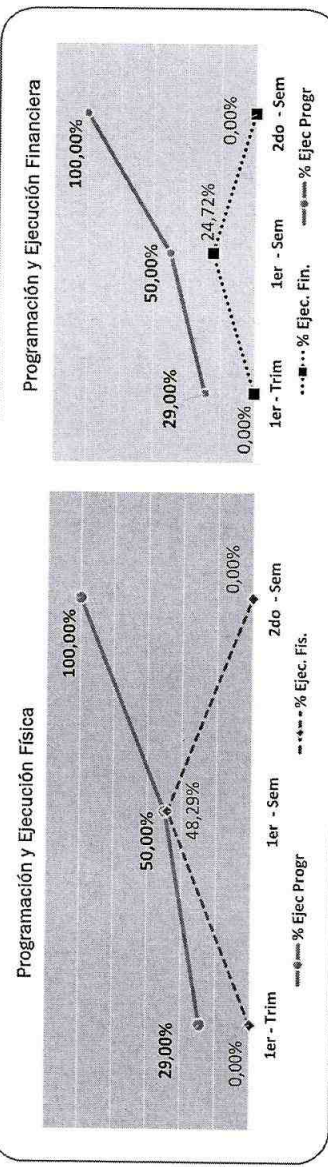 Programación y Ejecución Física
100,00%
50,00%
29,00%
48,29%
0,00%
0,00%
1er - Trim
1er - Sem
2do - Sem
% Ejec Progr
% Ejec. Fis.
Programación y Ejecución Financiera
100,00%
50,00%
29,00%
24,72%
0,00%
0,00%
1er - Trim
1er - Sem
2do - Sem
% Ejec. Fin.
% Ejec Progr